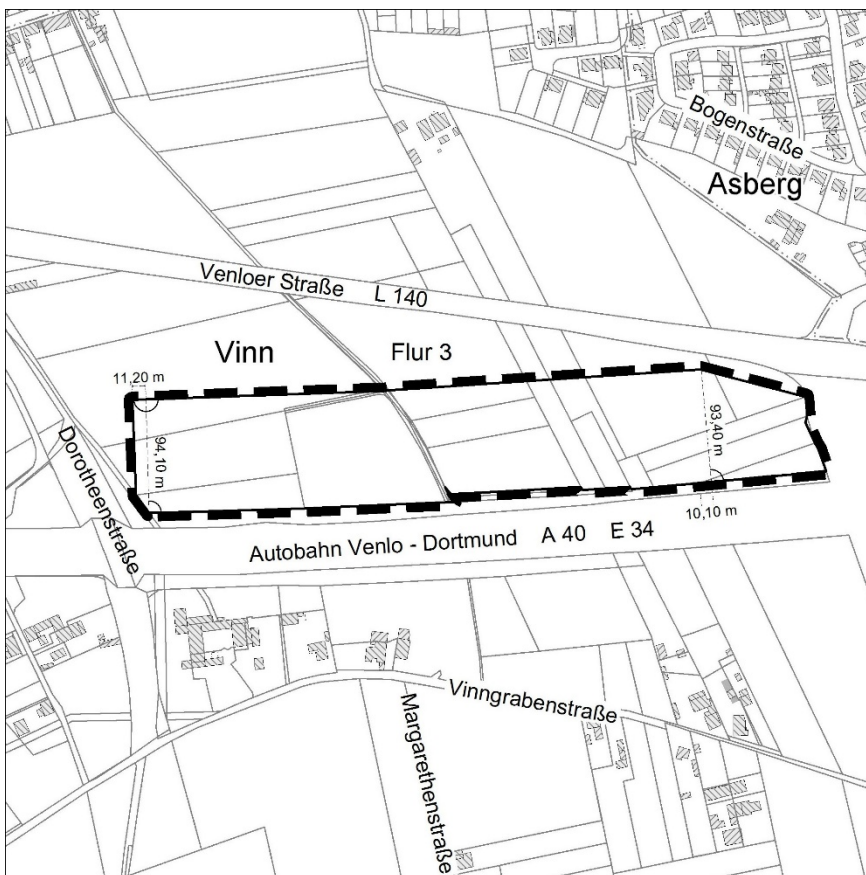 Bogenstraße
Asberg
Venloer Straße L 140
Vinn
Flur 3
11,20 m
94,10 m
93,40 m
10,10 m
Dorotheenstraße
Autobahn Venlo - Dortmund A 40 E 34
Vinngrabenstraße
Margarethenstraße